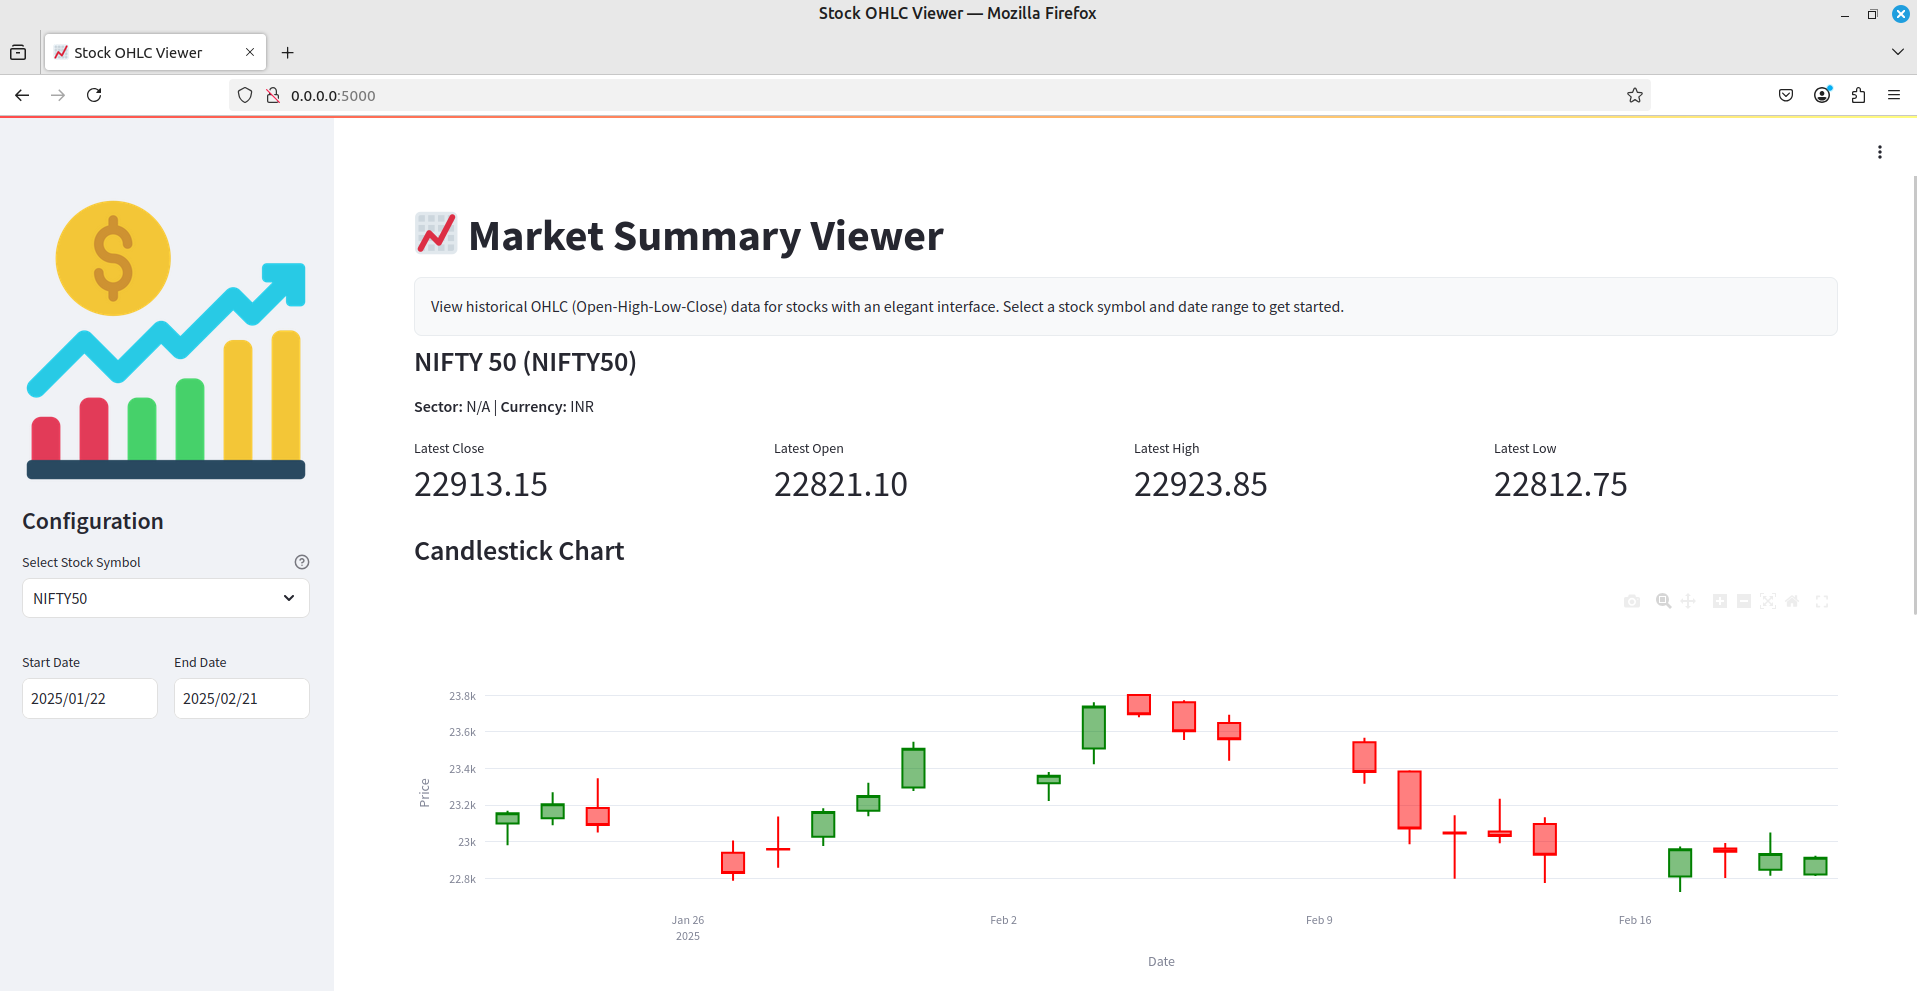 Stock OHLC Viewer — Mozilla Firefox
Stock OHLC Viewer
0.0.0.0:5000
Configuration
Select Stock Symbol
NIFTY50
Start Date End Date
2025/01/22 2025/02/21
Market Summary Viewer
View historical OHLC (Open-High-Low-Close) data for stocks with an elegant interface. Select a stock symbol and date range to get started.
NIFTY 50 (NIFTY50)
Sector: N/A | Currency: INR
Latest Close Latest Open Latest High Latest Low
22913.15 22821.10 22923.85 22812.75
Candlestick Chart
23.8k
23.6k
23.4k
23.2k
23k
22.8k
Price
Jan 26 Feb 2 Feb 9 Feb 16
2025
Date